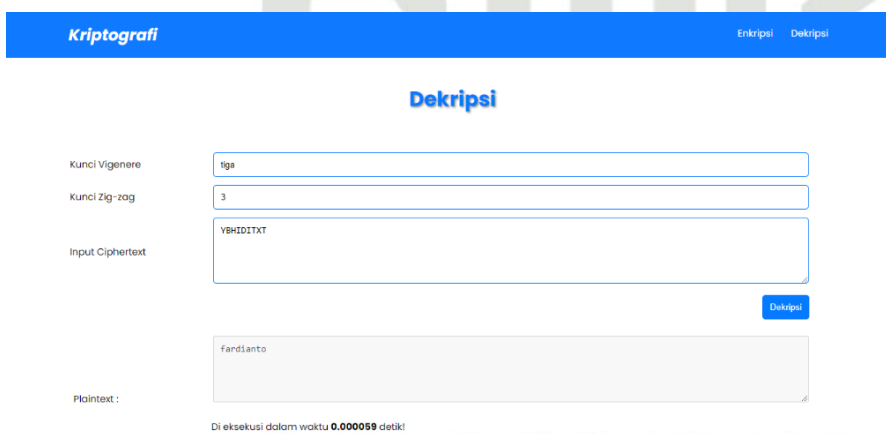 Kriptografi
Enkripsi Dekripsi
Dekripsi
Kunci Vigenere tiga
Kunci Zig-zag 3
Input Ciphertext YBHIDITXT
Dekripsi
fardianto
Plaintext :
Di eksekusi dalam waktu 0.000059 detik!